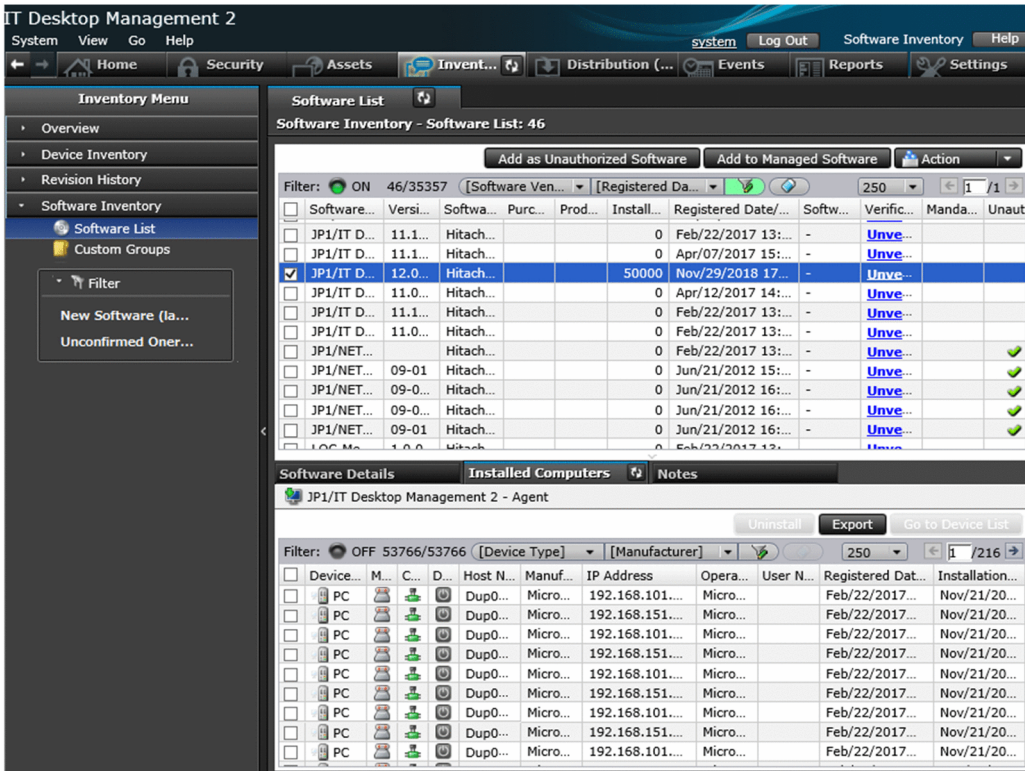 IT Desktop Management 2
System View Go Help
system Log Out Software Inventory Help
Home Security Assets Invent... Distribution (... Events Reports Settings
Inventory Menu
Overview
Device Inventory
Revision History
Software Inventory
Software List
Custom Groups
Filter
New Software (la...
Unconfirmed Oner...
Software List
Software Inventory - Software List: 46
Add as Unauthorized Software Add to Managed Software Action
Filter: ON 46/35357 [Software Ven... [Registered Da... 250 1 /1
Software... Versi... Softwa... Purc... Prod... Install... Registered Date/... Softw... Verific... Manda... Unaut
JP1/IT D... 11.1... Hitach... 0 Feb/22/2017 13:... - Unve...
JP1/IT D... 11.1... Hitach... 0 Apr/07/2017 15:... - Unve...
JP1/IT D... 12.0... Hitach... 50000 Nov/29/2018 17... - Unve...
JP1/IT D... 11.0... Hitach... 0 Apr/12/2017 14:... - Unve...
JP1/IT D... 11.1... Hitach... 0 Feb/22/2017 13:... - Unve...
JP1/IT D... 11.0... Hitach... 0 Feb/22/2017 13:... - Unve...
JP1/NET... Hitach... 0 Feb/22/2017 13:... - Unve...
JP1/NET... 09-01 Hitach... 0 Jun/21/2012 15:... - Unve...
JP1/NET... 09-0... Hitach... 0 Jun/21/2012 16:... - Unve...
JP1/NET... 09-0... Hitach... 0 Jun/21/2012 16:... - Unve...
JP1/NET... 09-01 Hitach... 0 Jun/21/2012 16:... - Unve...
Software Details Installed Computers Notes
JP1/IT Desktop Management 2 - Agent
Uninstall Export Go to Device List
Filter: OFF 53766/53766 [Device Type] [Manufacturer] 250 1 /216
Device... M... C... D... Host N... Manuf... IP Address Opera... User N... Registered Dat... Installation...
PC Dup0... Micro... 192.168.101.... Micro... Feb/22/2017... Nov/21/20...
PC Dup0... Micro... 192.168.151.... Micro... Feb/22/2017... Nov/21/20...
PC Dup0... Micro... 192.168.101.... Micro... Feb/22/2017... Nov/21/20...
PC Dup0... Micro... 192.168.151.... Micro... Feb/22/2017... Nov/21/20...
PC Dup0... Micro... 192.168.101.... Micro... Feb/22/2017... Nov/21/20...
PC Dup0... Micro... 192.168.151.... Micro... Feb/22/2017... Nov/21/20...
PC Dup0... Micro... 192.168.101.... Micro... Feb/22/2017... Nov/21/20...
PC Dup0... Micro... 192.168.151.... Micro... Feb/22/2017... Nov/21/20...
PC Dup0... Micro... 192.168.101.... Micro... Feb/22/2017... Nov/21/20...